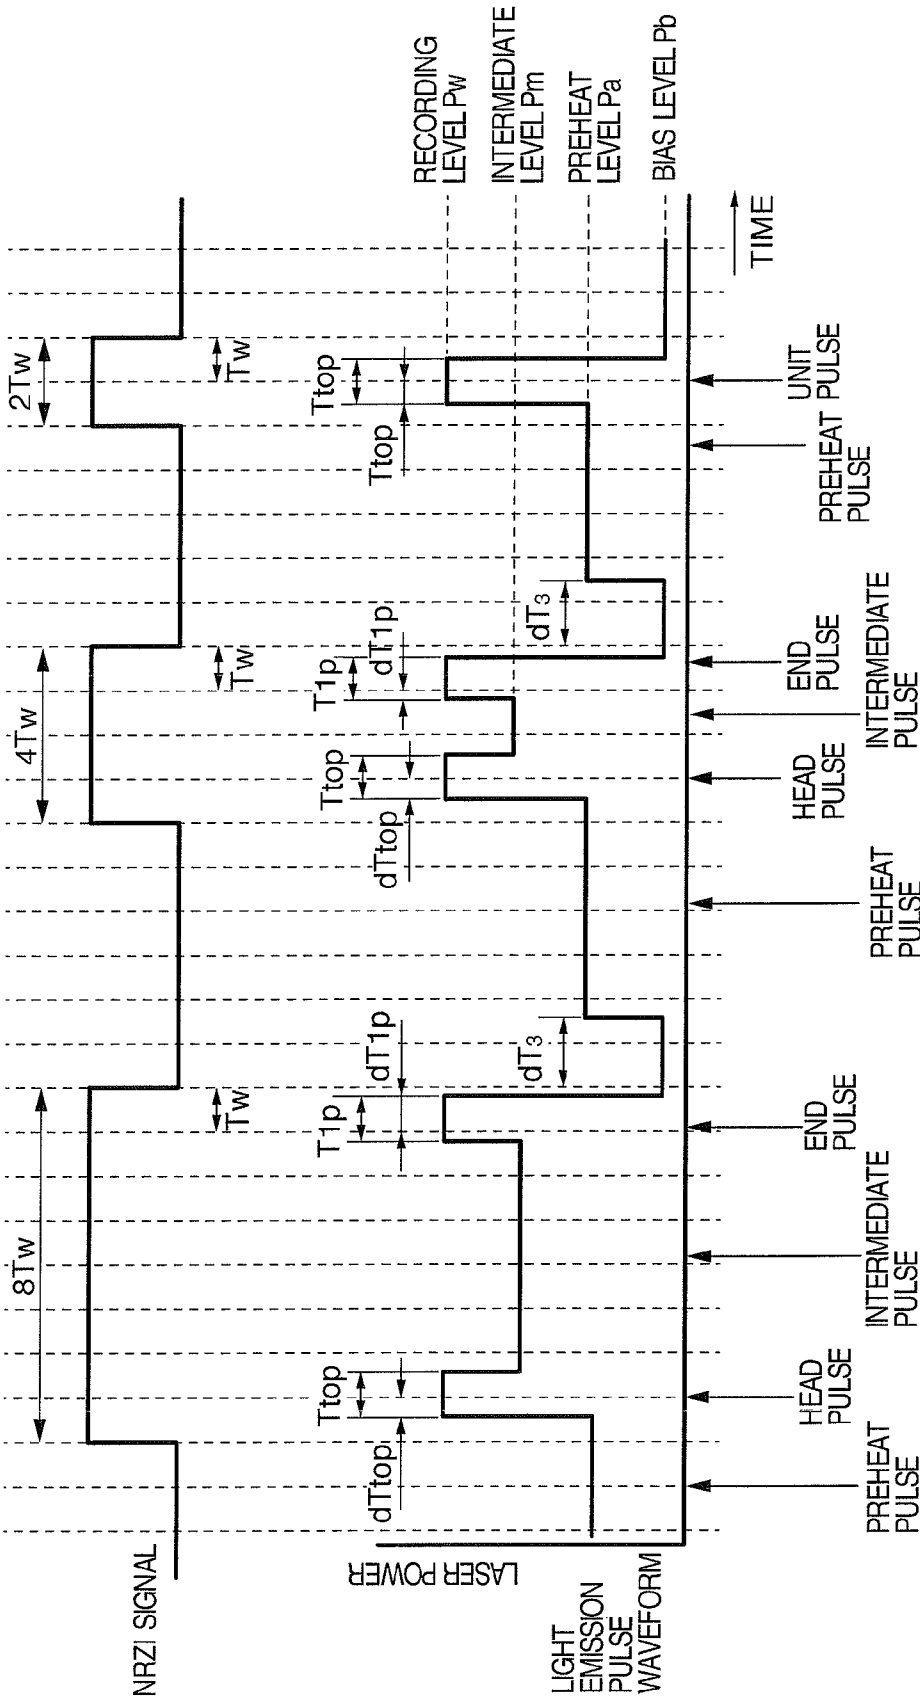 NRZI SIGNAL
8Tw
4Tw
2Tw
Tw
Tw
Tw
LASER POWER
LIGHT
EMISSION
PULSE
WAVEFORM
Ttop
dTtop
T1p
dT1p
dT3
Ttop
dTtop
T1p
dT1p
dT3
Ttop
Ttop
RECORDING
LEVEL Pw
INTERMEDIATE
LEVEL Pm
PREHEAT
LEVEL Pa
BIAS LEVEL Pb
TIME
PREHEAT
PULSE
HEAD
PULSE
INTERMEDIATE
PULSE
END
PULSE
PREHEAT
PULSE
HEAD
PULSE
INTERMEDIATE
PULSE
END
PULSE
PREHEAT
PULSE
UNIT
PULSE